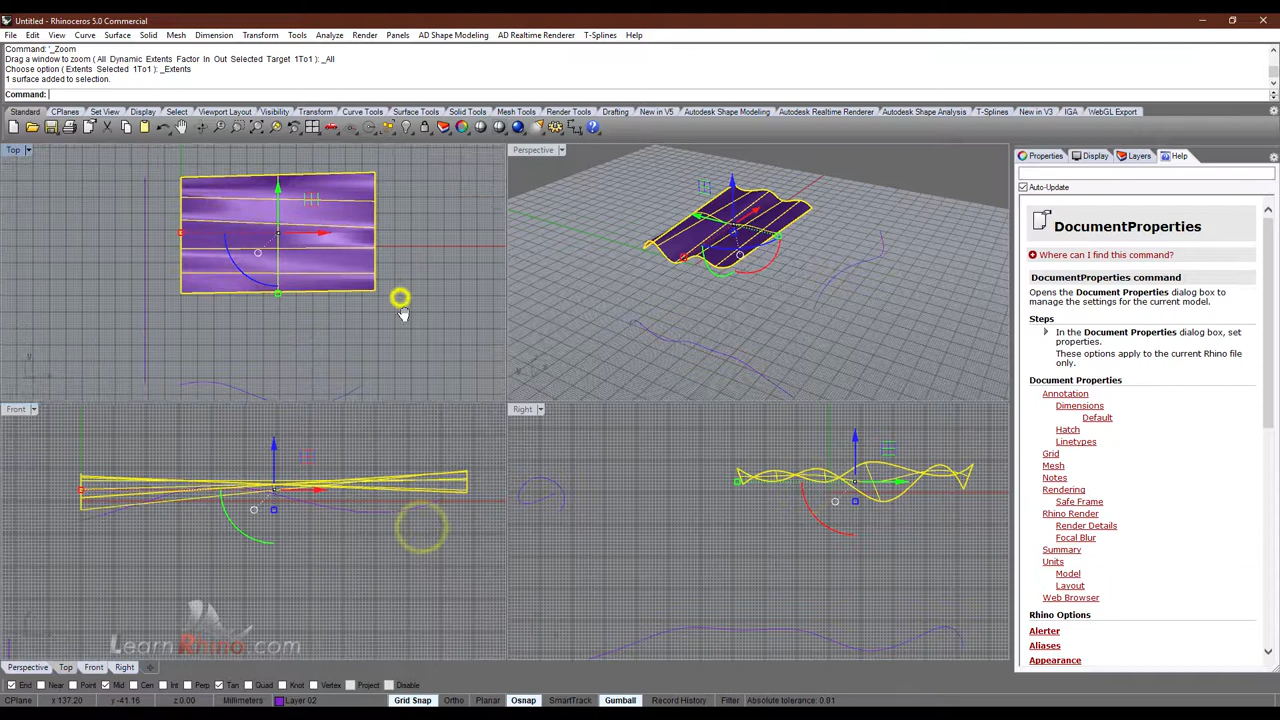 Untitled - Rhinoceros 5.0 Commercial
File Edit View Curve Surface Solid Mesh Dimension Transform Tools Analyze Render Panels AD Shape Modeling AD Realtime Renderer T-Splines Help
Command: '_Zoom
Drag a window to zoom ( All Dynamic Extents Factor In Out Selected Target 1To1 ): _All
Choose option ( Extents Selected 1To1 ): _Extents
1 surface added to selection.
Command:
Standard CPlanes Set View Display Select Viewport Layout Visibility Transform Curve Tools Surface Tools Solid Tools Mesh Tools Render Tools Drafting New in V5 Autodesk Shape Modeling Autodesk Realtime Renderer Autodesk Shape Analysis T-Splines New in V3 IGA WebGL Export
Top
Perspective
Properties Display Layers Help
Auto-Update
DocumentProperties
Where can I find this command?
DocumentProperties command
Opens the Document Properties dialog box to
manage the settings for the current model.
Steps
In the Document Properties dialog box, set
properties.
These options apply to the current Rhino file
only.
Document Properties
Annotation
Dimensions
Default
Hatch
Linetypes
Grid
Mesh
Notes
Rendering
Safe Frame
Rhino Render
Render Details
Focal Blur
Summary
Units
Model
Layout
Web Browser
Rhino Options
Alerter
Aliases
Appearance
Front
Right
LearnRhino.com
Perspective Top Front Right
End Near Point Mid Cen Int Perp Tan Quad Knot Vertex Project Disable
CPlane x 137.20 y -41.16 z 0.00 Millimeters Layer 02 Grid Snap Ortho Planar Osnap SmartTrack Gumball Record History Filter Absolute tolerance: 0.01